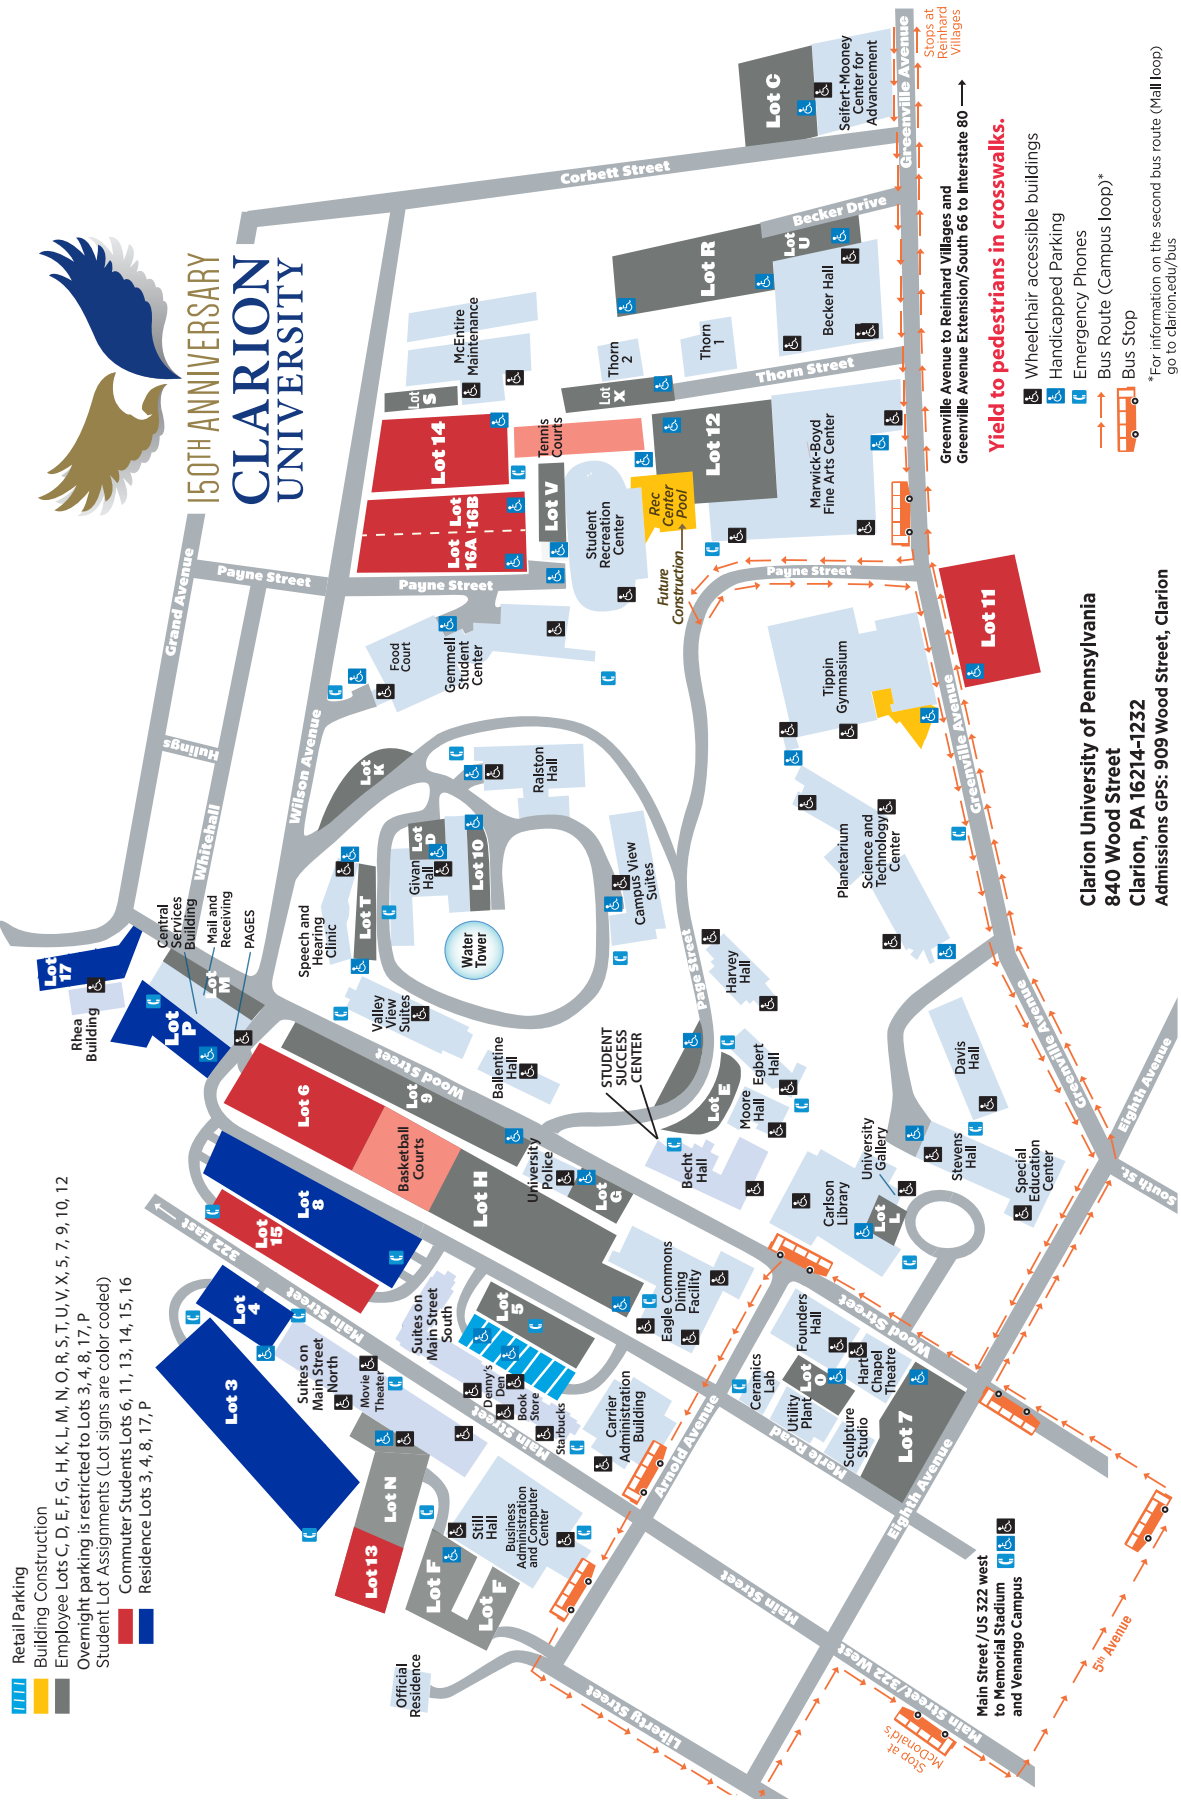 150TH ANNIVERSARY
CLARION
UNIVERSITY
Retail Parking
Building Construction
Employee Lots C, D, E, F, G, H, K, L, M, N, O, R, S, T, U, V, X, 5, 7, 9, 10, 12
Overnight parking is restricted to Lots 3, 4, 8, 17, P
Student Lot Assignments (Lot signs are color coded)
Commuter Students Lots 6, 11, 13, 14, 15, 16
Residence Lots 3, 4, 8, 17, P
Lot
17
Rhea
Building
Lot
P
Central
Services
Building
Mail and
Receiving
PAGES
Lot
M
Grand Avenue
Hulings
Whitehall
Payne Street
Wilson Avenue
Corbett Street
Lot 3
Lot
4
322 East
Main Street
Lot
15
Lot
8
Lot 6
Basketball
Courts
Lot H
Lot
9
Wood Street
Speech and
Hearing
Clinic
Lot T
Valley
View
Suites
Ballentine
Hall
Lot
K
Lot
D
Givan
Hall
Lot 10
Water
Tower
Ralston
Hall
Campus View
Suites
Food
Court
Gemmell
Student
Center
Payne Street
Lot
16A
Lot
16B
Lot 14
Lot
S
McEntire
Maintenance
Tennis
Courts
Lot V
Student
Recreation
Center
Rec
Center
Pool
Future
Construction
Lot
X
Thorn
2
Thorn
1
Lot 12
Lot R
Lot
U
Becker Hall
Becker Drive
Thorn Street
Marwick-Boyd
Fine Arts Center
Lot C
Seifert-Mooney
Center for
Advancement
Greenville Avenue
Stops at
Reinhard
Villages
Greenville Avenue
Suites on
Main Street
North
Movie
Theater
Suites on
Main Street
South
Lot
5
Denny's
Den
Book
Store
Starbucks
Main Street
University
Police
Lot
G
Eagle Commons
Dining
Facility
Carrier
Administration
Building
Lot 13
Lot N
Lot F
Lot F
Still
Hall
Business
Administration
and Computer
Center
Official
Residence
Liberty Street
Arnold Avenue
STUDENT
SUCCESS
CENTER
Becht
Hall
Lot
E
Moore
Hall
Egbert
Hall
Harvey
Hall
Page Street
Payne Street
Tippin
Gymnasium
Planetarium
Science and
Technology
Center
Lot 11
Greenville Avenue
Carlson
Library
University
Gallery
Lot
L
Stevens
Hall
Davis
Hall
Special
Education
Center
Greenville Avenue
Eighth Avenue
South St.
Wood Street
Founders
Hall
Hart
Chapel
Theatre
Ceramics
Lab
Lot
O
Utility
Plant
Sculpture
Studio
Lot 7
Merle Road
Eighth Avenue
Main Street
Main Street/322 West
Stop at
McDonald's
5th Avenue
Main Street/US 322 west
to Memorial Stadium
and Venango Campus
Clarion University of Pennsylvania
840 Wood Street
Clarion, PA 16214-1232
Admissions GPS: 909 Wood Street, Clarion
Greenville Avenue to Reinhard Villages and
Greenville Avenue Extension/South 66 to Interstate 80
Yield to pedestrians in crosswalks.
Wheelchair accessible buildings
Handicapped Parking
Emergency Phones
Bus Route (Campus loop)*
Bus Stop
*For information on the second bus route (Mall loop)
go to clarion.edu/bus